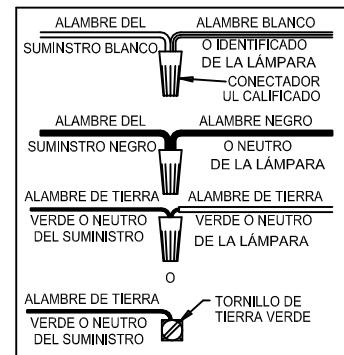 ALAMBRE DEL
SUMINSTRO BLANCO
ALAMBRE BLANCO
O IDENTIFICADO
DE LA LÁMPARA
CONECTADOR
UL CALIFICADO
ALAMBRE DEL
SUMINSTRO NEGRO
ALAMBRE NEGRO
O NEUTRO
DE LA LÁMPARA
ALAMBRE DE TIERRA
VERDE O NEUTRO
DEL SUMINISTRO
ALAMBRE DE TIERRA
VERDE O NEUTRO
DE LA LÁMPARA
O
ALAMBRE DE TIERRA
VERDE O NEUTRO
DEL SUMINISTRO
TORNILLO DE
TIERRA VERDE